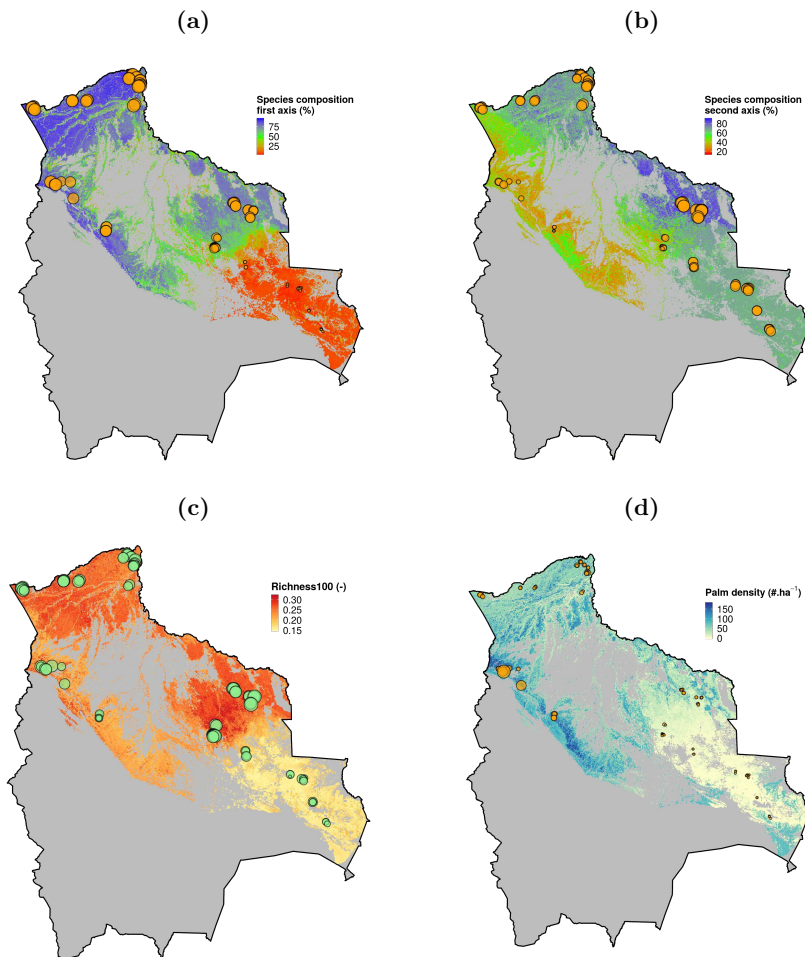 (a)
(b)
Species composition
first axis (%)
75
50
25
Species composition
second axis (%)
80
60
40
20
(c)
(d)
Richness100 (-)
0.30
0.25
0.20
0.15
Palm density (#.ha⁻¹)
150
100
50
0